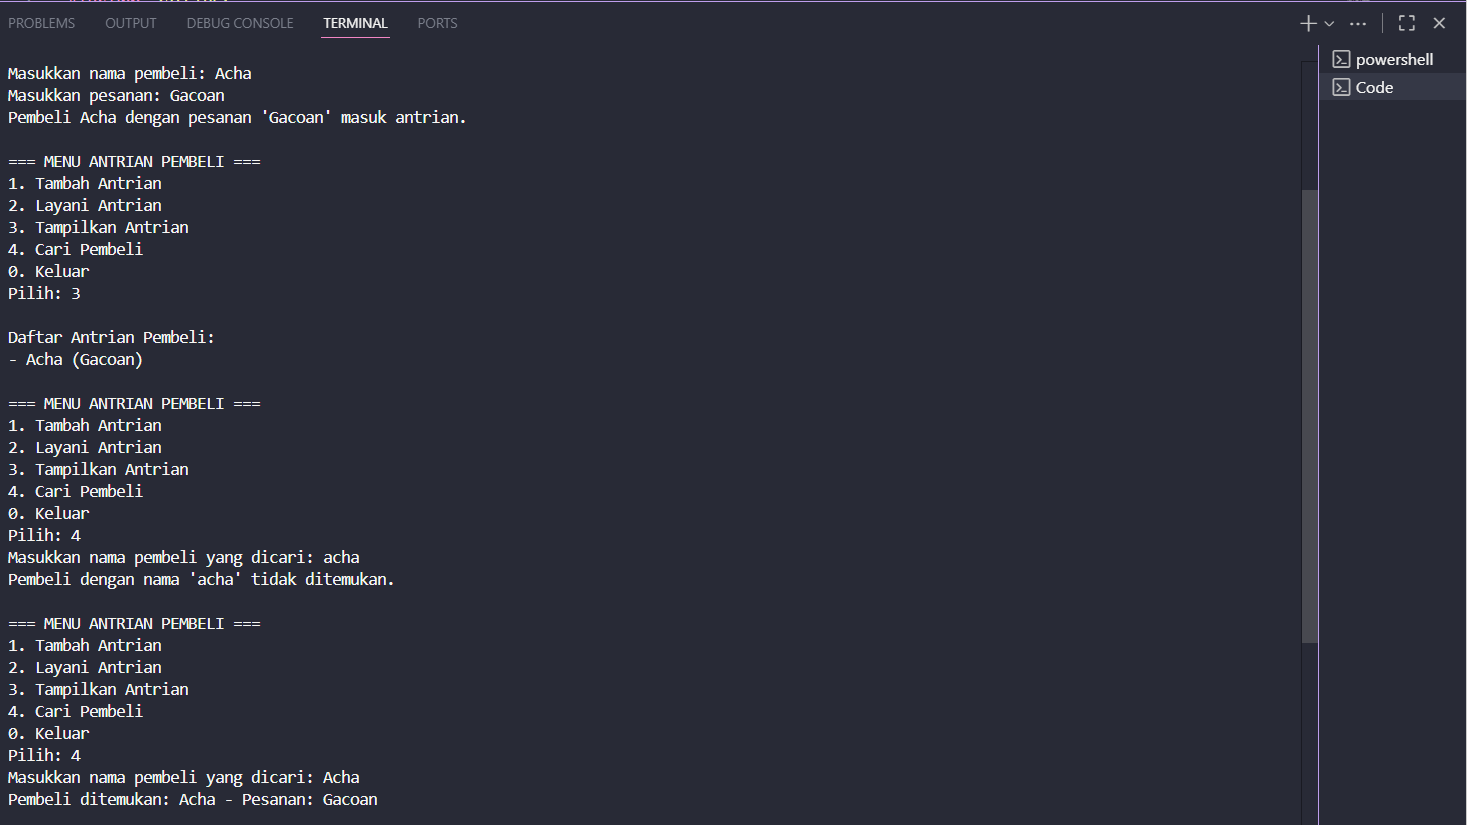 PROBLEMS OUTPUT DEBUG CONSOLE TERMINAL PORTS
powershell
Code
Masukkan nama pembeli: Acha
Masukkan pesanan: Gacoan
Pembeli Acha dengan pesanan 'Gacoan' masuk antrian.
=== MENU ANTRIAN PEMBELI ===
1. Tambah Antrian
2. Layani Antrian
3. Tampilkan Antrian
4. Cari Pembeli
0. Keluar
Pilih: 3
Daftar Antrian Pembeli:
- Acha (Gacoan)
=== MENU ANTRIAN PEMBELI ===
1. Tambah Antrian
2. Layani Antrian
3. Tampilkan Antrian
4. Cari Pembeli
0. Keluar
Pilih: 4
Masukkan nama pembeli yang dicari: acha
Pembeli dengan nama 'acha' tidak ditemukan.
=== MENU ANTRIAN PEMBELI ===
1. Tambah Antrian
2. Layani Antrian
3. Tampilkan Antrian
4. Cari Pembeli
0. Keluar
Pilih: 4
Masukkan nama pembeli yang dicari: Acha
Pembeli ditemukan: Acha - Pesanan: Gacoan